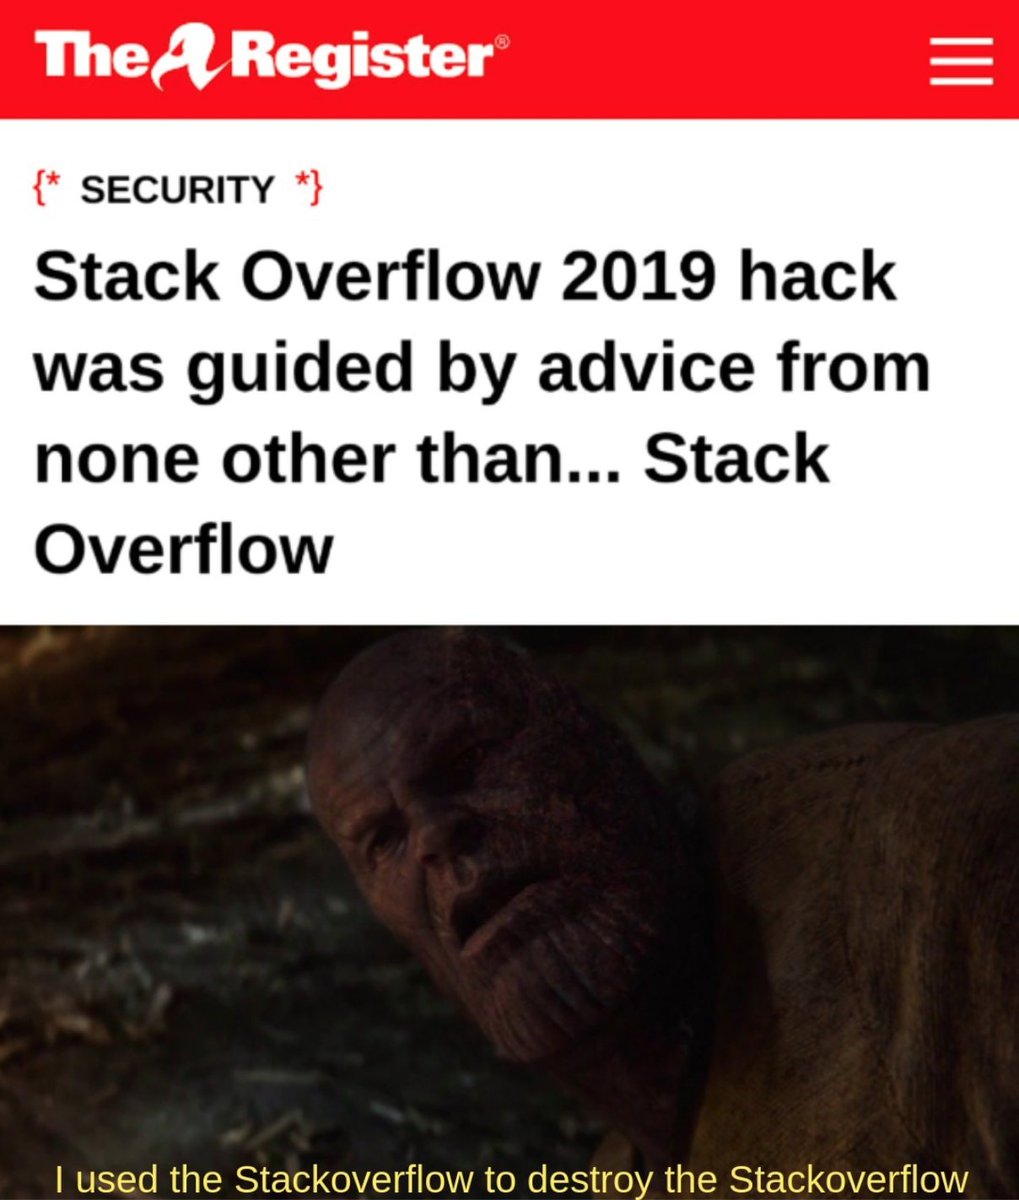 The Register®
{* SECURITY *}
Stack Overflow 2019 hack
was guided by advice from
none other than... Stack
Overflow
I used the Stackoverflow to destroy the Stackoverflow